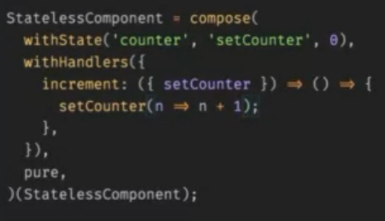 StatelessComponent = compose(
  withState('counter', 'setCounter', 0),
  withHandlers({
    increment: ({ setCounter }) ⇒ () ⇒ {
      setCounter(n ⇒ n + 1);
    },
  }),
  pure,
)(StatelessComponent);